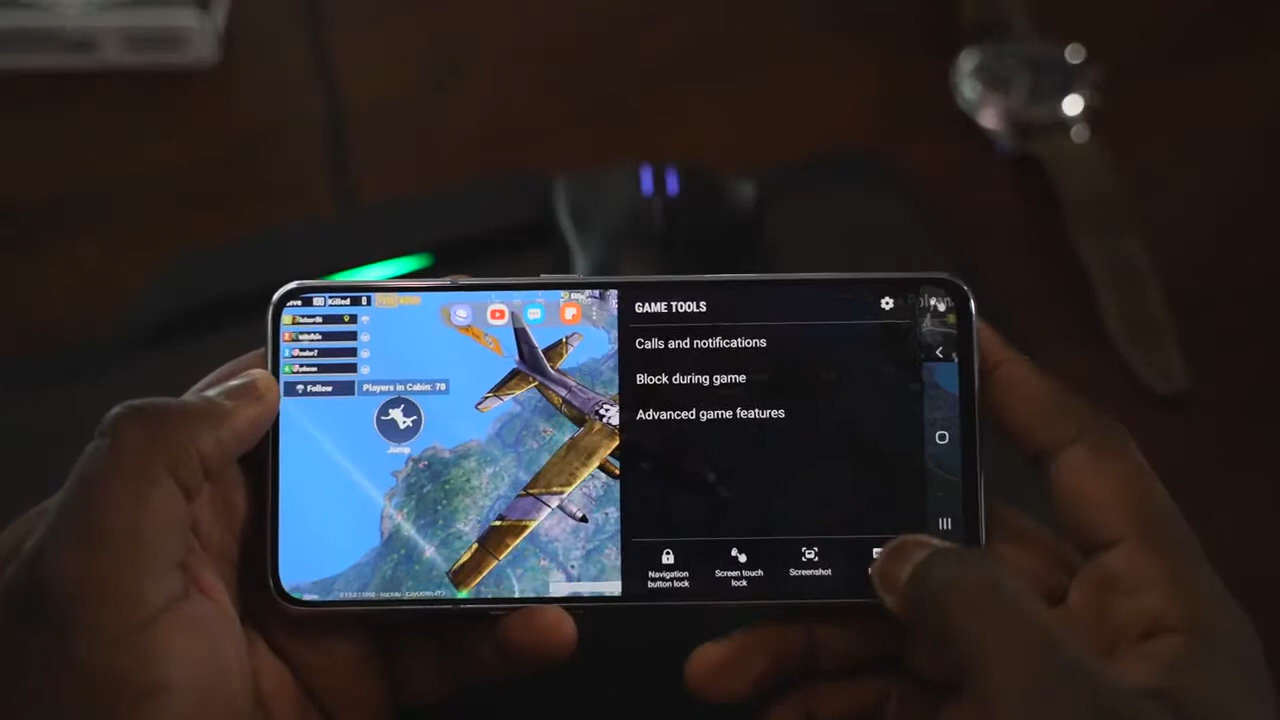 Killed 0
Follow
Players in Cabin: 70
Jump
GAME TOOLS
Calls and notifications
Block during game
Advanced game features
Navigation
button lock
Screen touch
lock
Screenshot